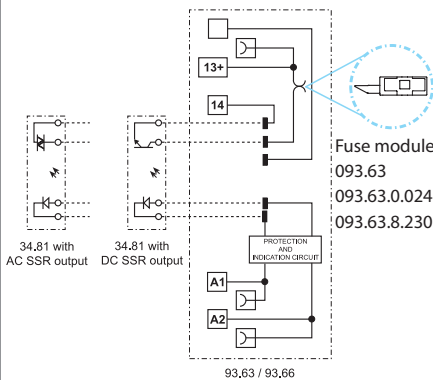 13+
14
Fuse module
093.63
093.63.0.024
093.63.8.230
34.81 with
AC SSR output
34.81 with
DC SSR output
PROTECTION
AND
INDICATION CIRCUIT
A1
A2
93.63 / 93.66